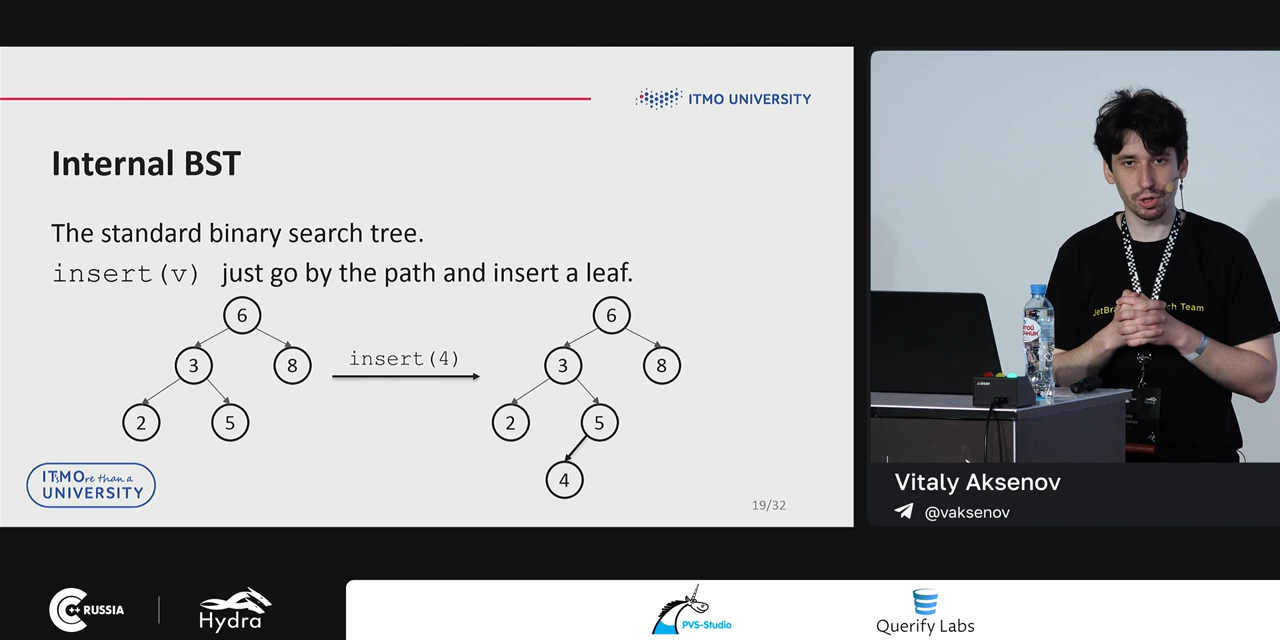 ITMO UNIVERSITY
Internal BST
The standard binary search tree.
insert(v) just go by the path and insert a leaf.
6
3
8
2
5
insert(4)
6
3
8
2
5
4
IT'sMOre than a
UNIVERSITY
19/32
Vitaly Aksenov
@vaksenov
C++ RUSSIA
Hydra
PVS-Studio
Querify Labs